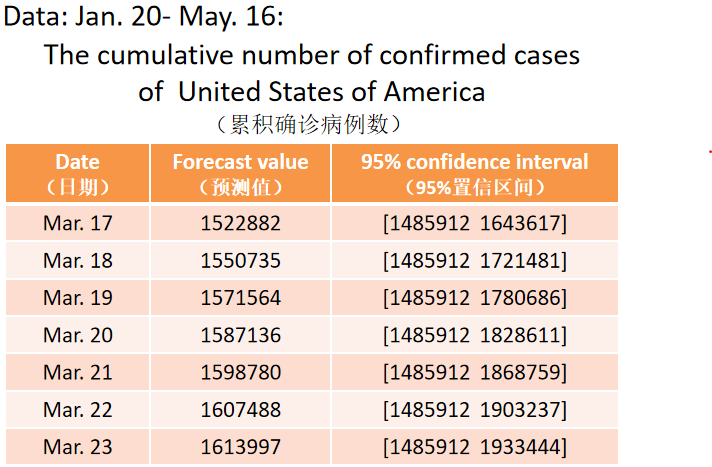 Data: Jan. 20- May. 16:
The cumulative number of confirmed cases
of United States of America
（累积确诊病例数）
Date Forecast value 95% confidence interval
（日期） （预测值） （95%置信区间）
Mar. 17 1522882 [1485912 1643617]
Mar. 18 1550735 [1485912 1721481]
Mar. 19 1571564 [1485912 1780686]
Mar. 20 1587136 [1485912 1828611]
Mar. 21 1598780 [1485912 1868759]
Mar. 22 1607488 [1485912 1903237]
Mar. 23 1613997 [1485912 1933444]